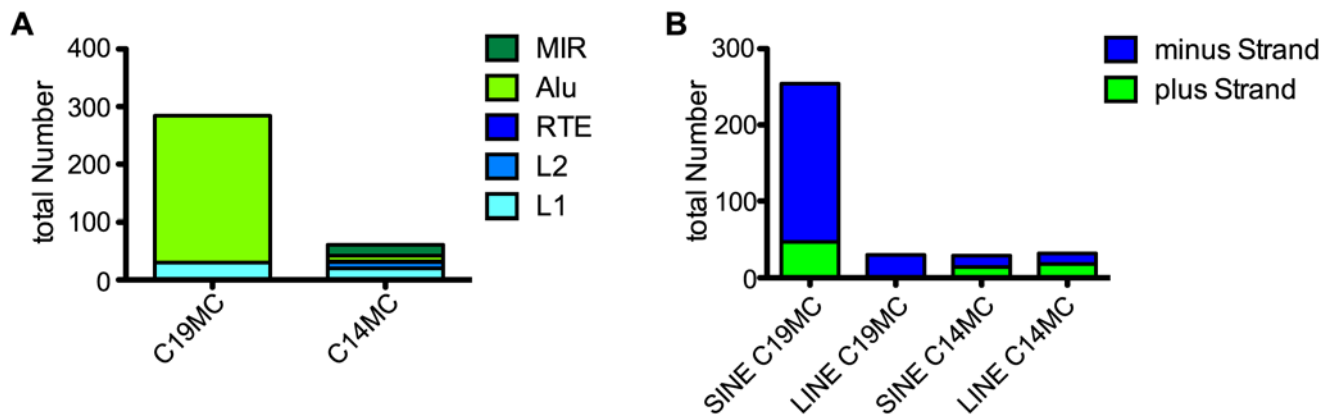 A
total Number
400
300
200
100
0
C19MC
C14MC
MIR
Alu
RTE
L2
L1
B
total Number
300
200
100
0
SINE C19MC
LINE C19MC
SINE C14MC
LINE C14MC
minus Strand
plus Strand